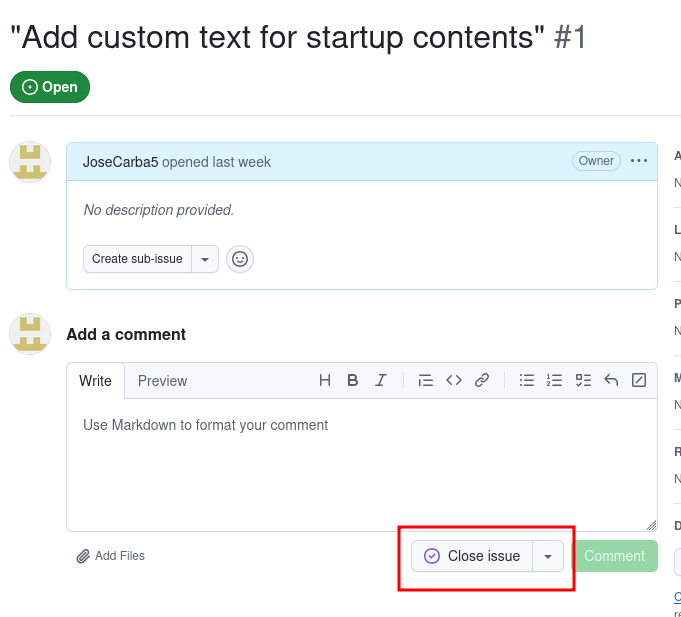 "Add custom text for startup contents" #1
Open
JoseCarba5 opened last week
Owner
No description provided.
Create sub-issue
Add a comment
Write
Preview
H B I
Use Markdown to format your comment
Add Files
Close issue
Comment